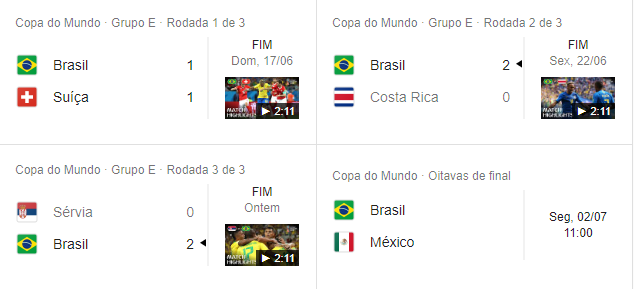 Copa do Mundo · Grupo E · Rodada 1 de 3
Brasil 1
Suíça 1
FIM
Dom, 17/06
MATCH HIGHLIGHTS
2:11
Copa do Mundo · Grupo E · Rodada 2 de 3
Brasil 2
Costa Rica 0
FIM
Sex, 22/06
MATCH HIGHLIGHTS
2:11
Copa do Mundo · Grupo E · Rodada 3 de 3
Sérvia 0
Brasil 2
FIM
Ontem
MATCH HIGHLIGHTS
2:11
Copa do Mundo · Oitavas de final
Brasil
México
Seg, 02/07
11:00